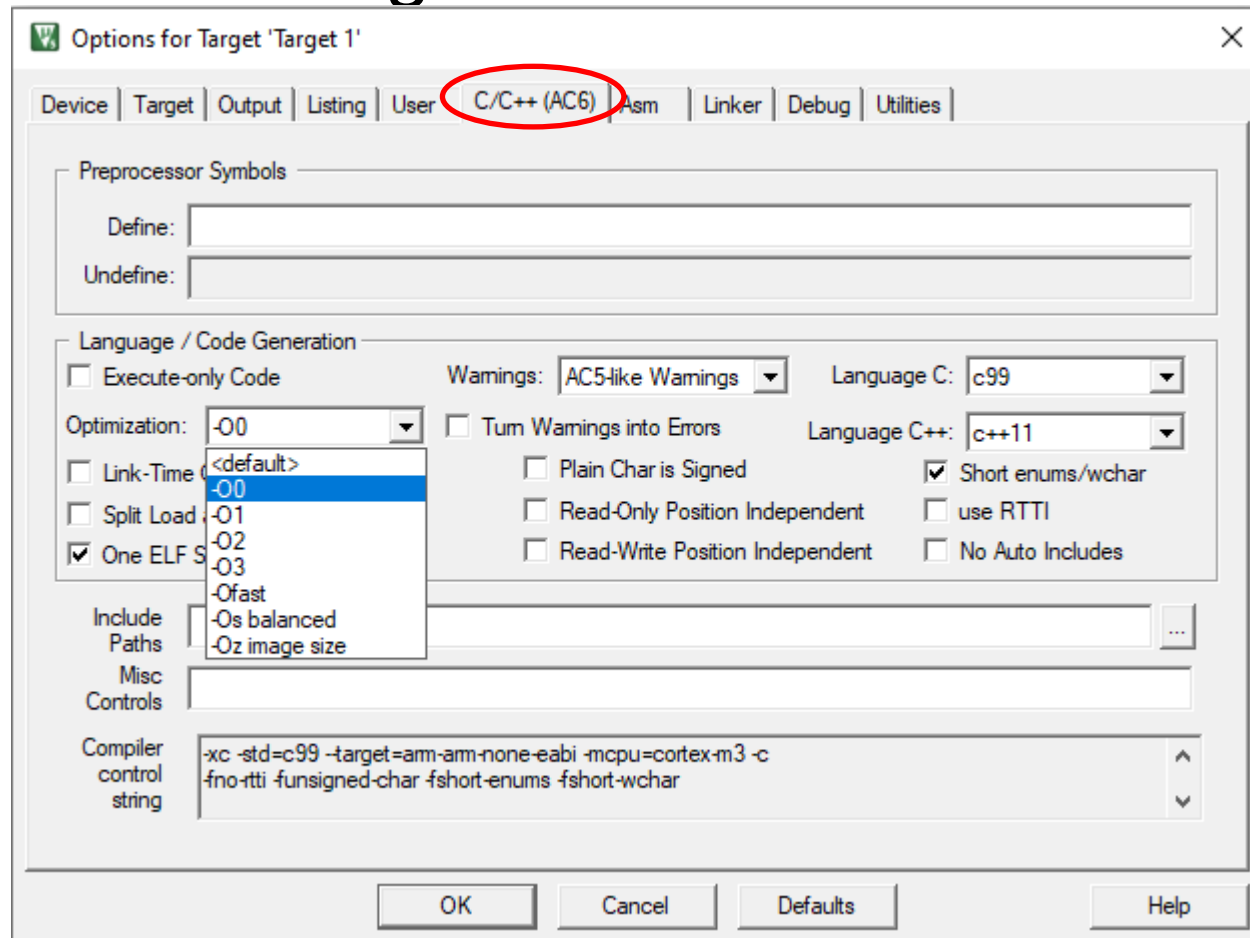 Options for Target 'Target 1'
Device Target Output Listing User C/C++ (AC6) Asm Linker Debug Utilities
Preprocessor Symbols
Define:
Undefine:
Language / Code Generation
Execute-only Code Warnings: AC5-like Warnings Language C: c99
Optimization: -O0 Turn Warnings into Errors Language C++: c++11
<default>
Link-Time Plain Char is Signed Short enums/wchar
-O0
Split Load Read-Only Position Independent use RTTI
-O1
-O2
One ELF Read-Write Position Independent No Auto Includes
-O3
-Ofast
Include Paths -Os balanced ...
-Oz image size
Misc Controls
Compiler control string
-xc -std=c99 --target=arm-arm-none-eabi -mcpu=cortex-m3 -c
-fno-rtti -funsigned-char -fshort-enums -fshort-wchar
OK Cancel Defaults Help